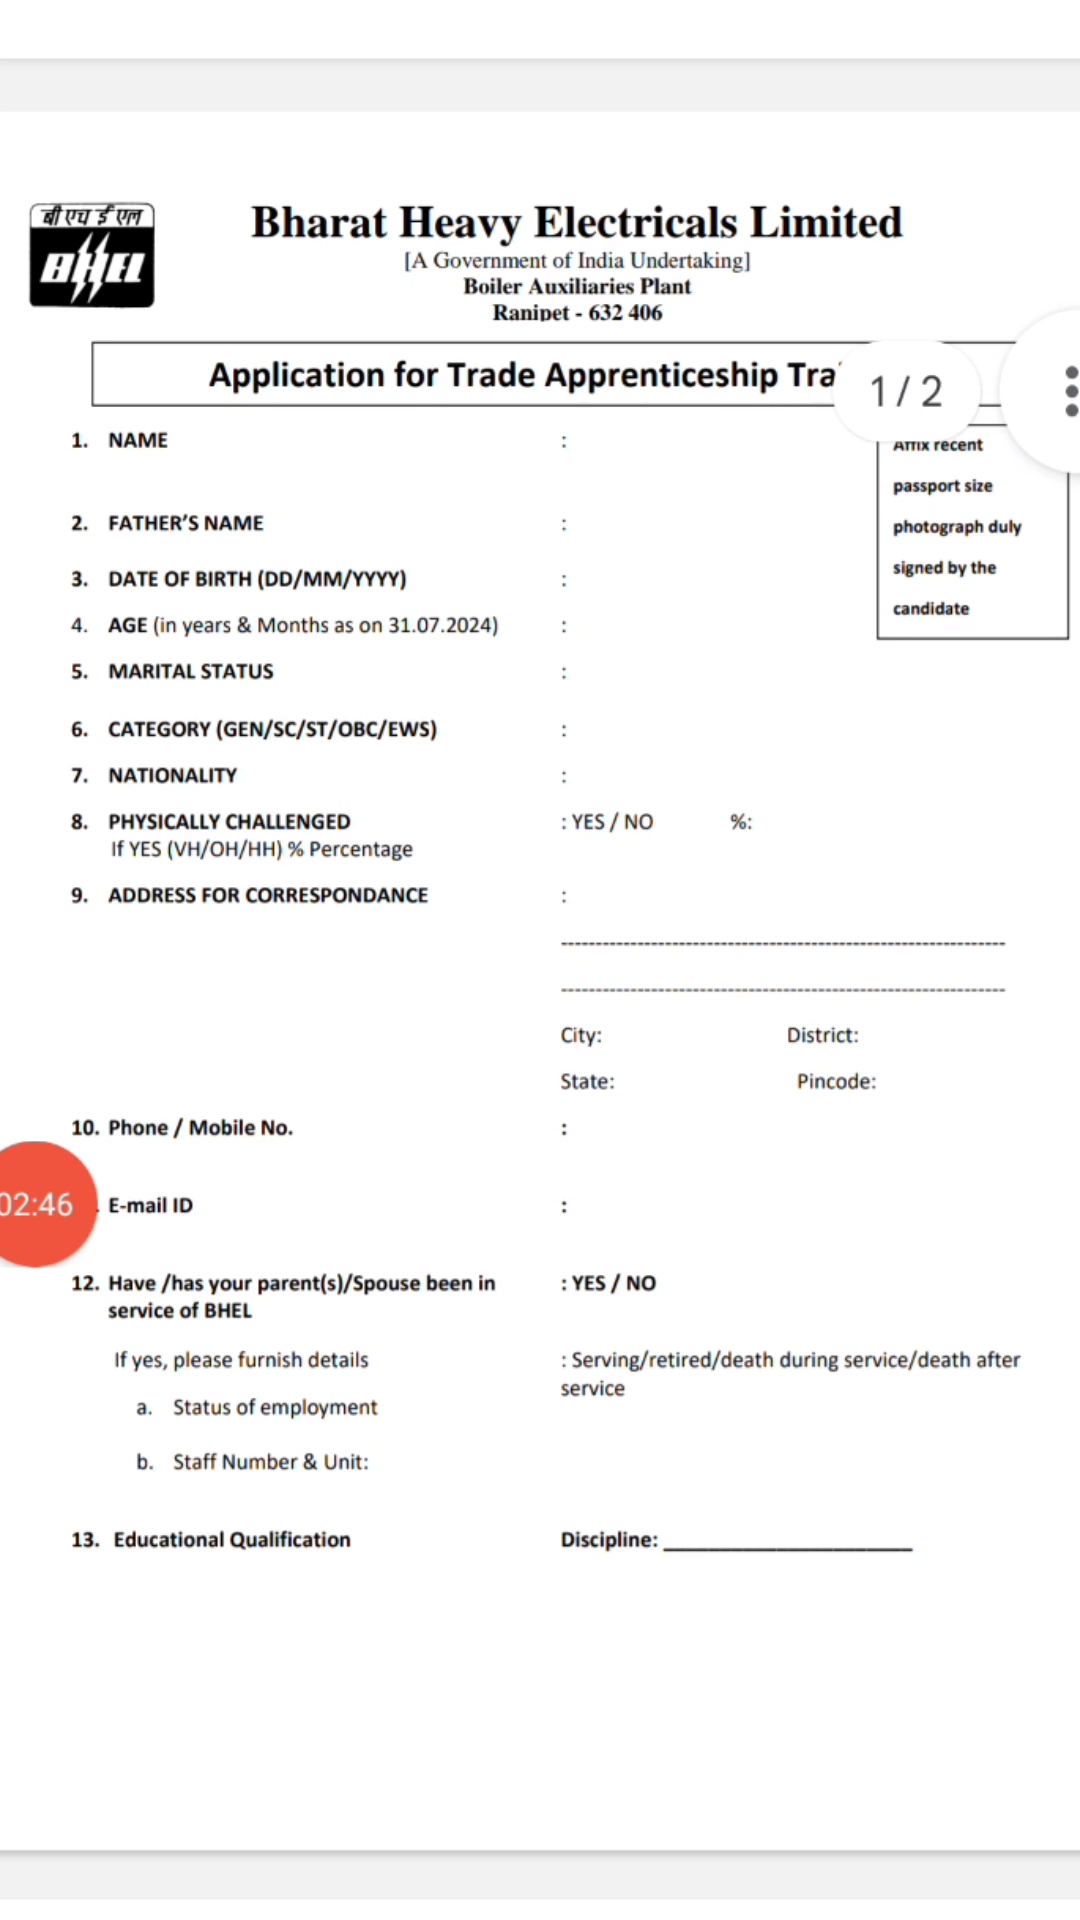 बी एच ई एल
BHEL
Bharat Heavy Electricals Limited
[A Government of India Undertaking]
Boiler Auxiliaries Plant
Ranipet - 632 406
Application for Trade Apprenticeship Tra
1 / 2
1. NAME :
Affix recent
passport size
photograph duly
signed by the
candidate
2. FATHER'S NAME :
3. DATE OF BIRTH (DD/MM/YYYY) :
4. AGE (in years & Months as on 31.07.2024) :
5. MARITAL STATUS :
6. CATEGORY (GEN/SC/ST/OBC/EWS) :
7. NATIONALITY :
8. PHYSICALLY CHALLENGED : YES / NO %:
If YES (VH/OH/HH) % Percentage
9. ADDRESS FOR CORRESPONDANCE :
City: District:
State: Pincode:
10. Phone / Mobile No. :
02:46
. E-mail ID :
12. Have /has your parent(s)/Spouse been in : YES / NO
service of BHEL
If yes, please furnish details : Serving/retired/death during service/death after
service
a. Status of employment
b. Staff Number & Unit:
13. Educational Qualification Discipline: ____________________